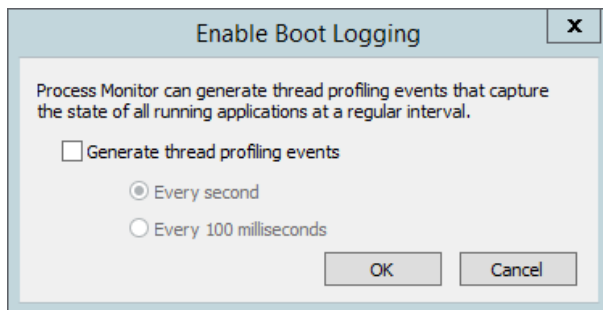 Enable Boot Logging
x
Process Monitor can generate thread profiling events that capture
the state of all running applications at a regular interval.
Generate thread profiling events
Every second
Every 100 milliseconds
OK Cancel